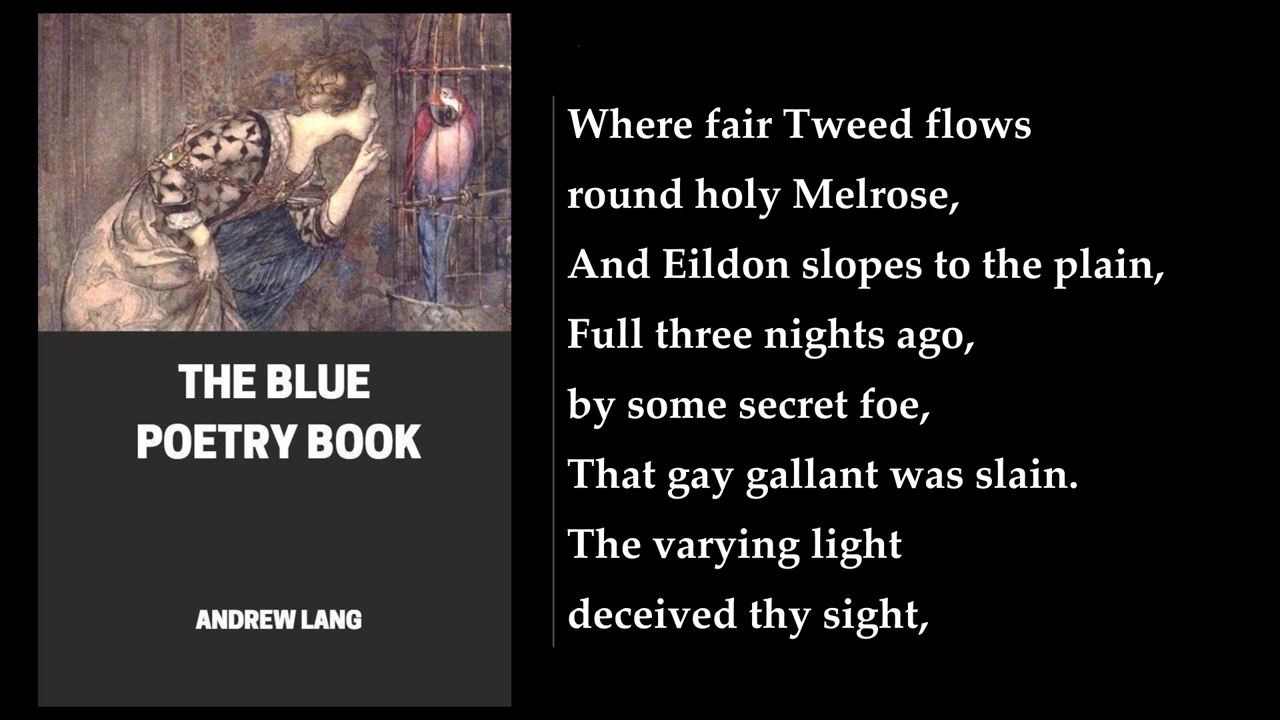 THE BLUE
POETRY BOOK
ANDREW LANG
Where fair Tweed flows
round holy Melrose,
And Eildon slopes to the plain,
Full three nights ago,
by some secret foe,
That gay gallant was slain.
The varying light
deceived thy sight,